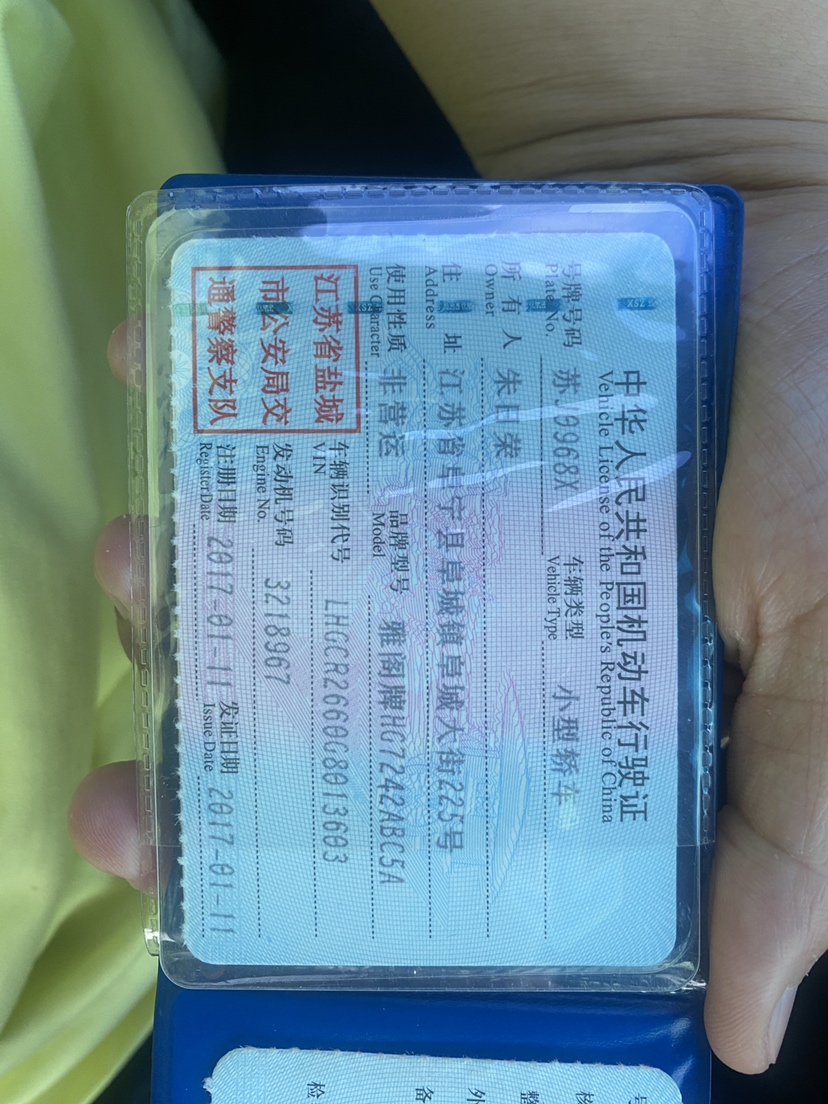 中华人民共和国机动车行驶证
Vehicle License of the People's Republic of China
号牌号码 苏J0968X 车辆类型 小型轿车
Plate No. Vehicle Type
所有人 朱日荣
Owner
住址 江苏省阜宁县阜城镇阜城大街225号
Address
使用性质 非营运 品牌型号 雅阁牌HG7242ABC5A
Use Character Model
江苏省盐城
市公安局交
通警察支队
车辆识别代号 LHGCR2660G8013603
VIN
发动机号码 3218967
Engine No.
注册日期 2017-01-11 发证日期 2017-01-11
Register Date Issue Date
号
核
整
外
备
检